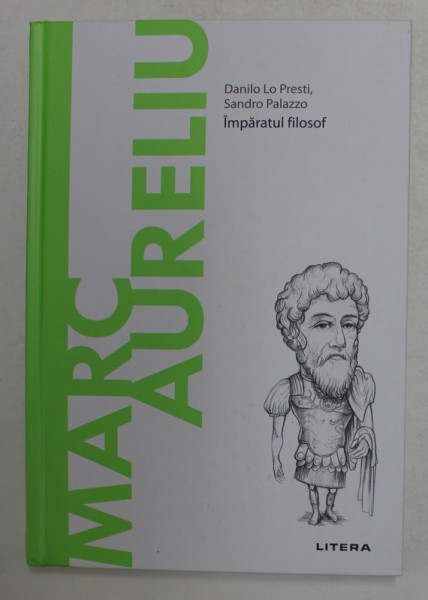 MARC
AURELIU
Danilo Lo Presti,
Sandro Palazzo
Împăratul filosof
LITERA